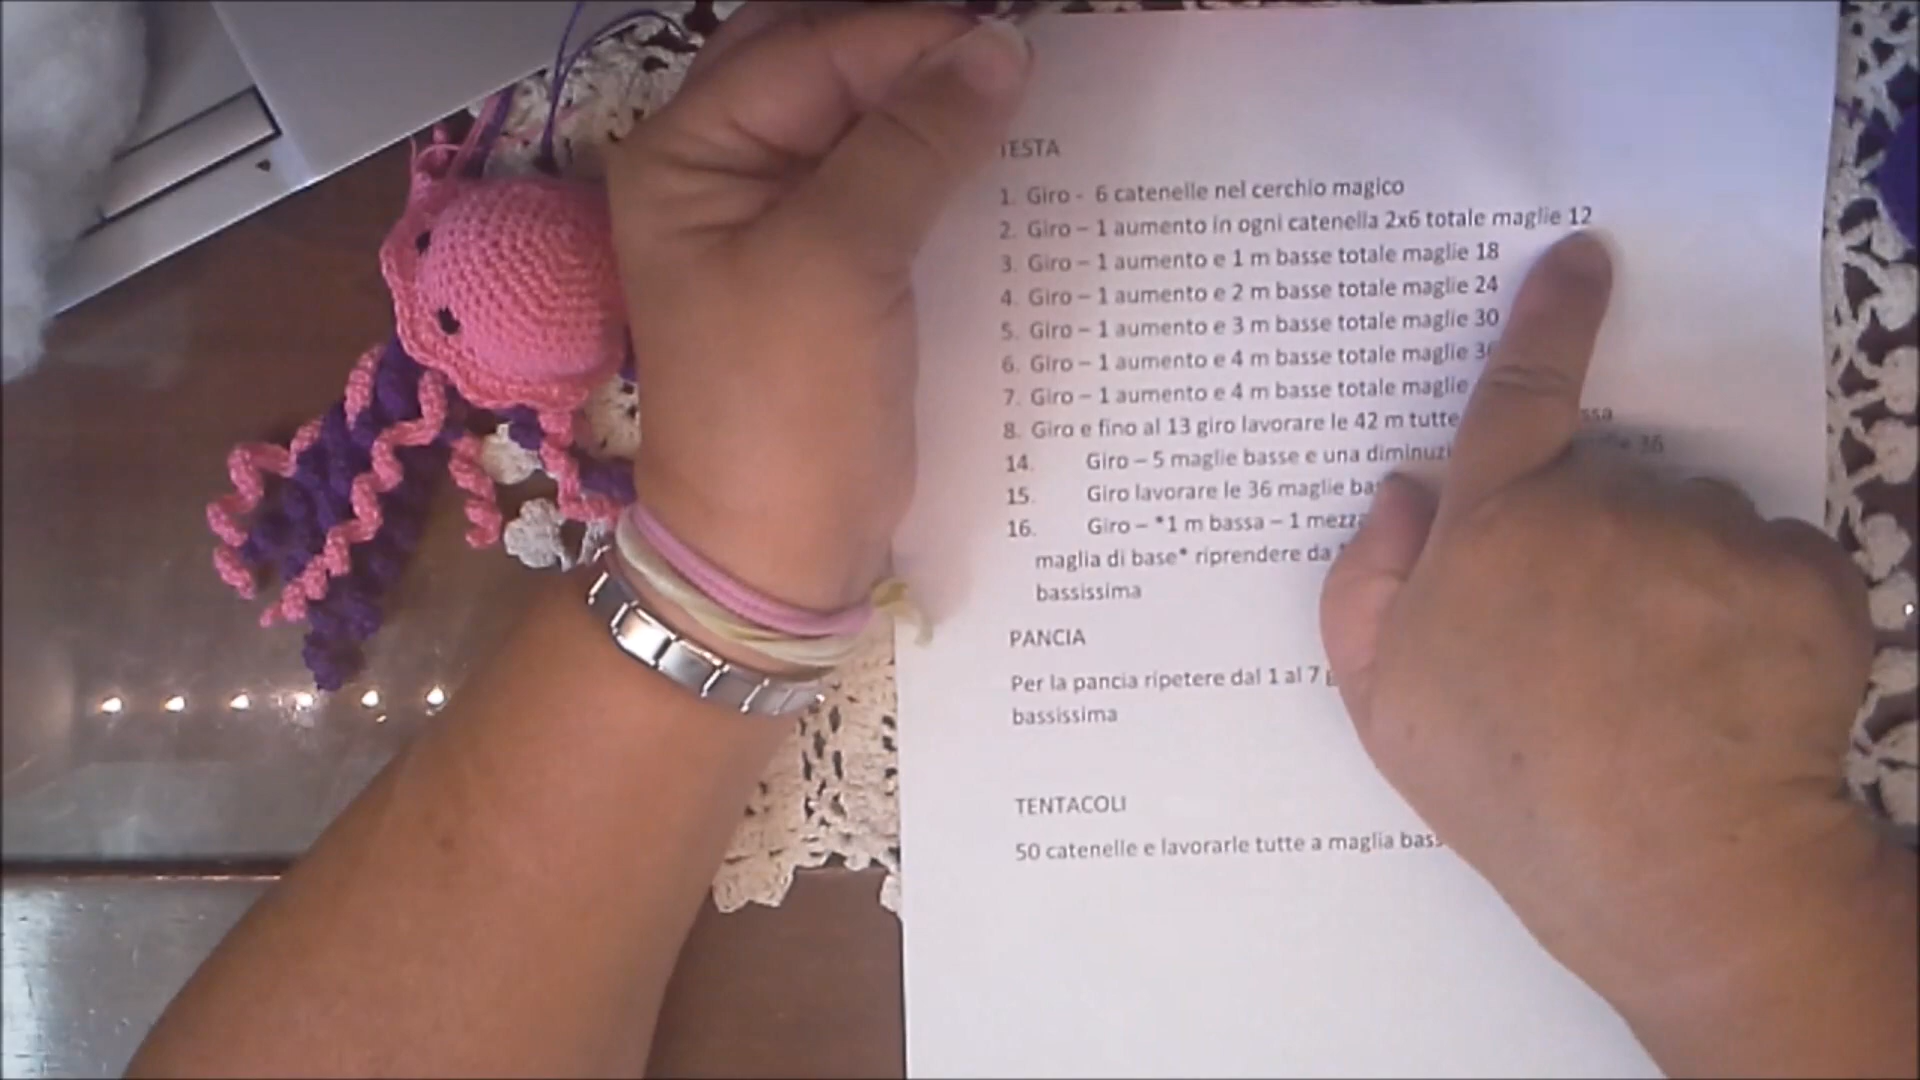 TESTA
1. Giro - 6 catenelle nel cerchio magico
2. Giro – 1 aumento in ogni catenella 2x6 totale maglie 12
3. Giro – 1 aumento e 1 m basse totale maglie 18
4. Giro – 1 aumento e 2 m basse totale maglie 24
5. Giro – 1 aumento e 3 m basse totale maglie 30
6. Giro – 1 aumento e 4 m basse totale maglie
7. Giro – 1 aumento e 4 m basse totale maglie
8. Giro e fino al 13 giro lavorare le 42 m tutte
14. Giro – 5 maglie basse e una 36
15. Giro lavorare le 36 maglie
16. Giro – *1 m bassa – 1
maglia di base* riprendere da
bassissima
PANCIA
Per la pancia ripetere dal 1 al 7
bassissima
TENTACOLI
50 catenelle e lavorarle tutte a maglia